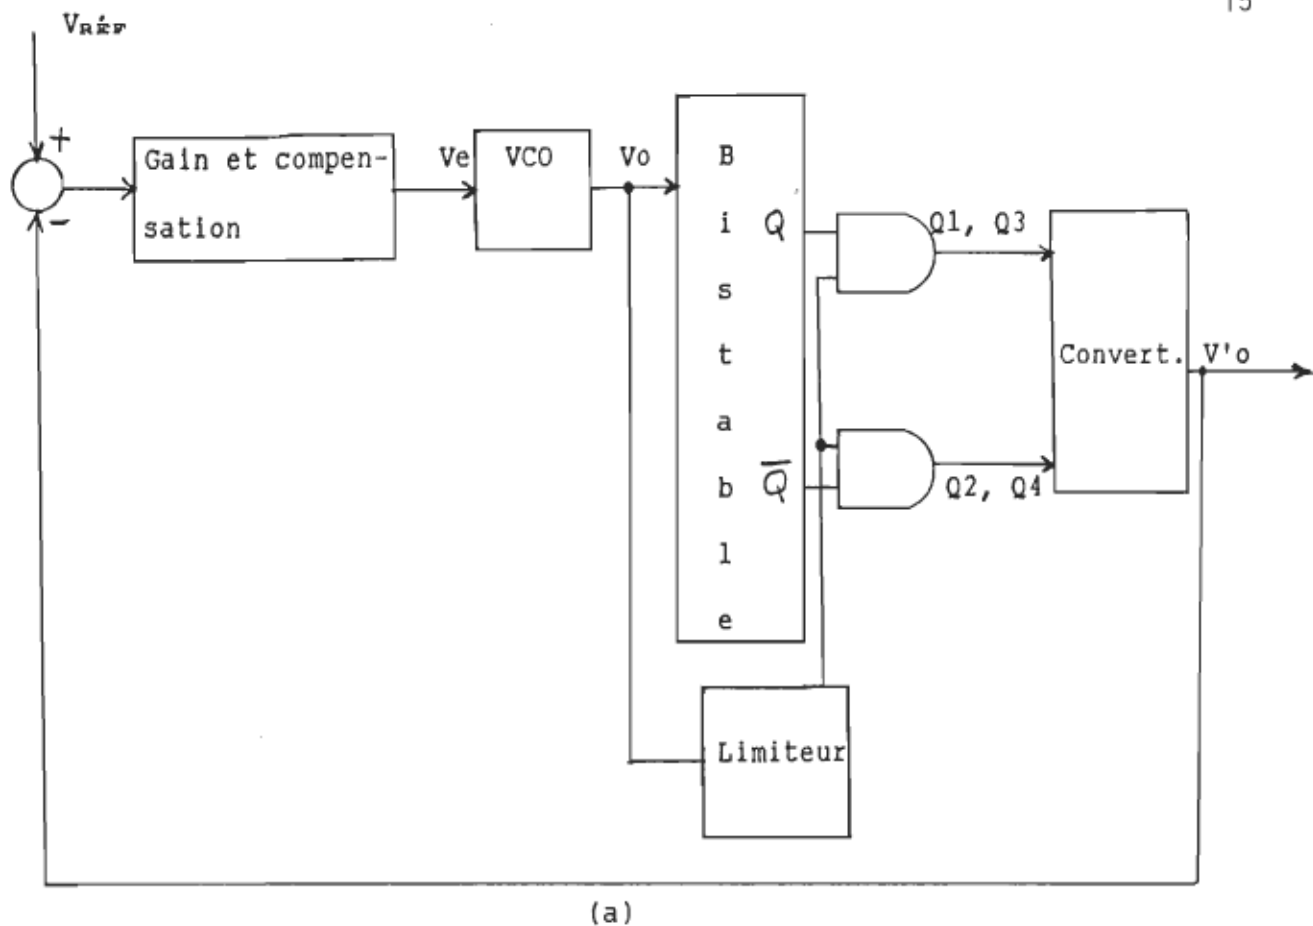 15
VRÉF
+
Gain et compen-
sation
-
Ve
VCO
Vo
B
i
s
t
a
b
l
e
Q
Q̅
Q1, Q3
Q2, Q4
Convert.
V'o
Limiteur
(a)